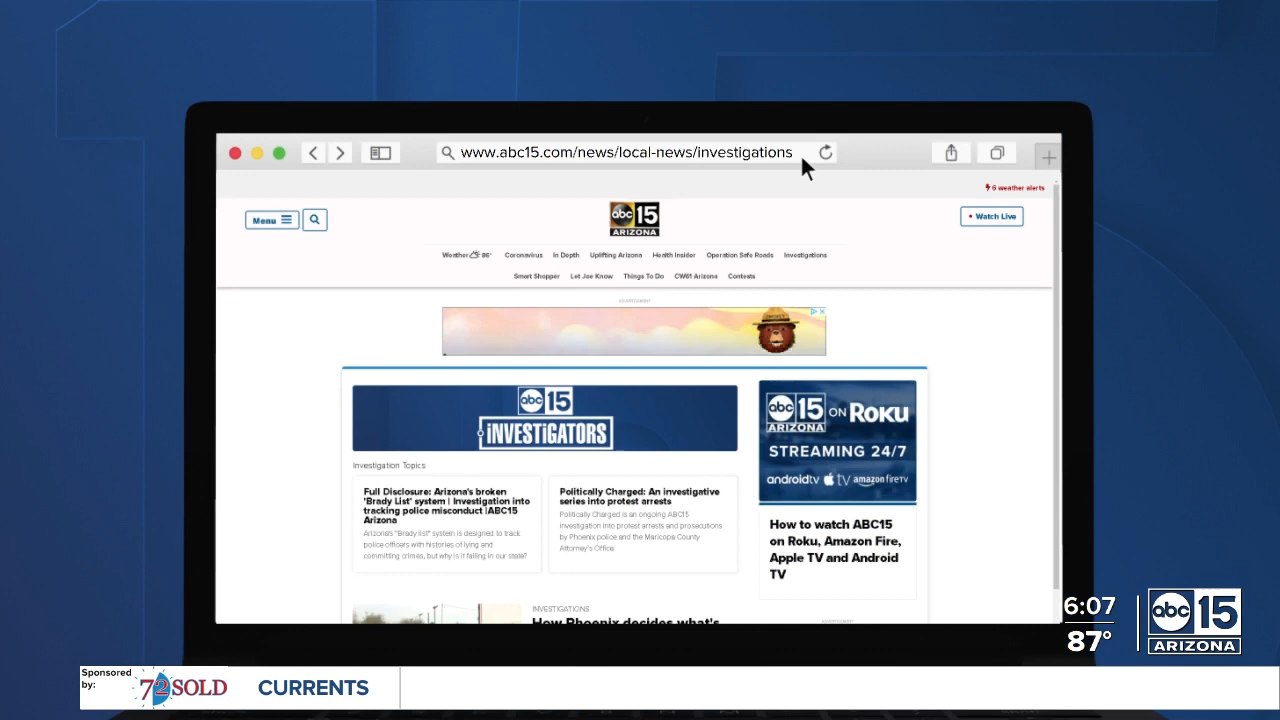 www.abc15.com/news/local-news/investigations
6 weather alerts
Menu
abc 15
ARIZONA
Watch Live
Weather 86° Coronavirus In Depth Uplifting Arizona Health Insider Operation Safe Roads Investigations
Smart Shopper Let Joe Know Things To Do CW61 Arizona Contests
ADVERTISEMENT
abc 15
iNVESTiGATORS
Investigation Topics
Full Disclosure: Arizona's broken
'Brady List' system | Investigation into
tracking police misconduct |ABC15
Arizona
Arizona's "Brady list" system is designed to track
police officers with histories of lying and
committing crimes, but why is it failing in our state?
Politically Charged: An investigative
series into protest arrests
Politically Charged is an ongoing ABC15
investigation into protest arrests and prosecutions
by Phoenix police and the Maricopa County
Attorney's Office.
abc 15 ARIZONA ON ROKU
STREAMING 24/7
androidtv tv amazon firetv
How to watch ABC15
on Roku, Amazon Fire,
Apple TV and Android
TV
INVESTIGATIONS
How Phoenix decides what's
ADVERTISEMENT
6:07
87°
abc 15
ARIZONA
Sponsored
by:
72SOLD
CURRENTS